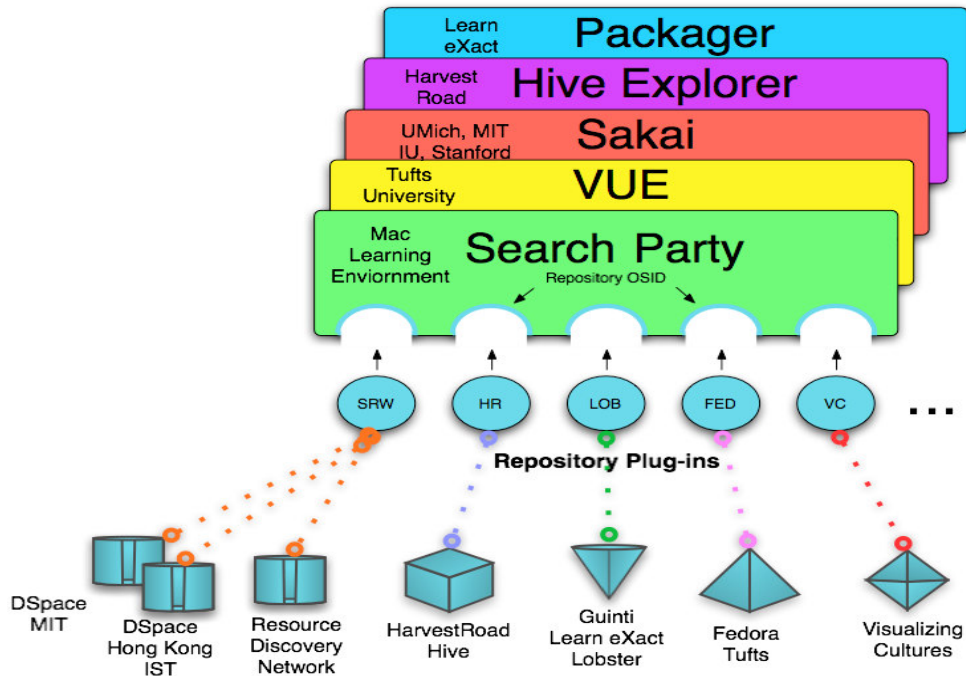 Learn
eXact
Packager
Harvest
Road
Hive Explorer
UMich, MIT
IU, Stanford
Sakai
Tufts
University
VUE
Mac
Learning
Enviornment
Search Party
Repository OSID
SRW
HR
LOB
FED
VC
...
Repository Plug-ins
DSpace
MIT
DSpace
Hong Kong
IST
Resource
Discovery
Network
HarvestRoad
Hive
Guinti
Learn eXact
Lobster
Fedora
Tufts
Visualizing
Cultures